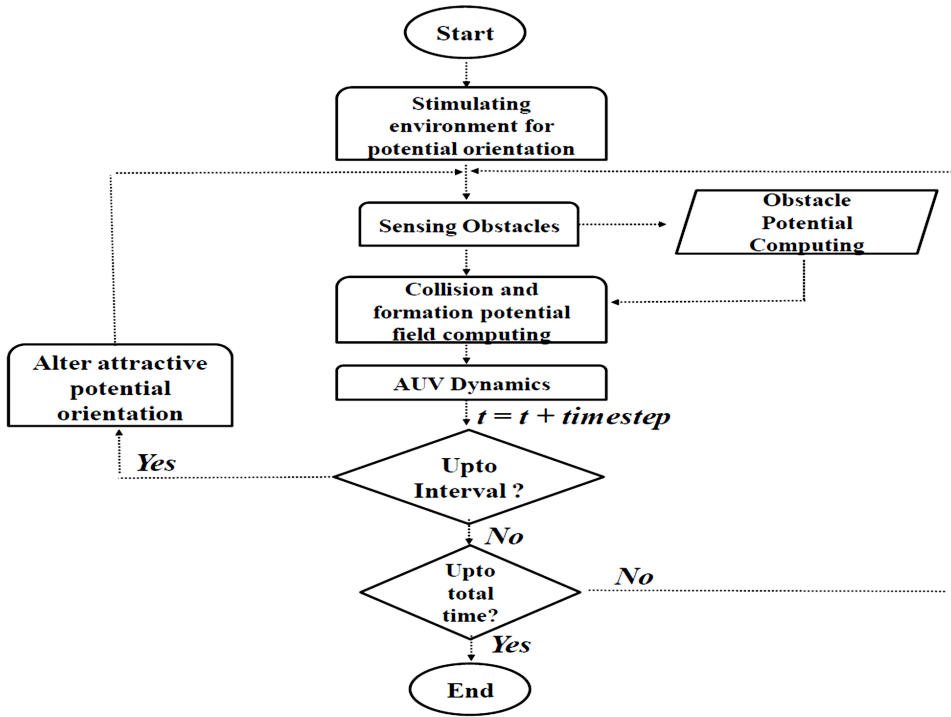 Start
Stimulating
environment for
potential orientation
Sensing Obstacles
Obstacle
Potential
Computing
Collision and
formation potential
field computing
Alter attractive
potential
orientation
AUV Dynamics
t = t + timestep
Yes
Upto
Interval ?
No
Upto
total
time?
No
Yes
End